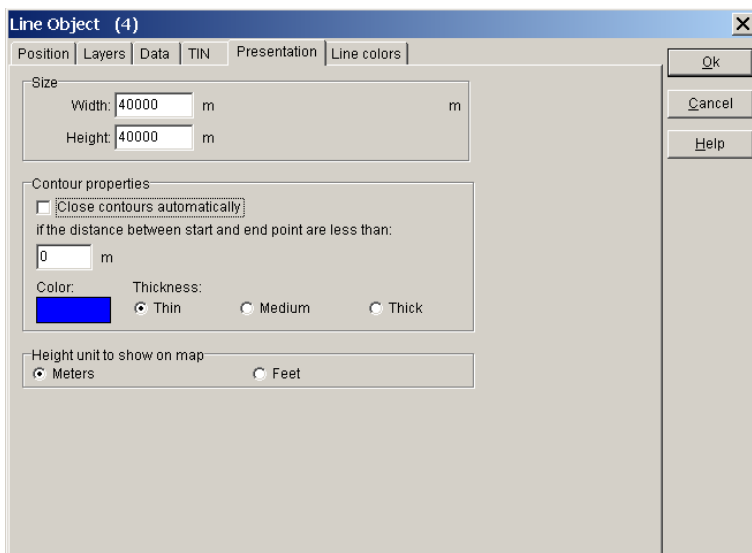 Line Object (4)
Position Layers Data TIN Presentation Line colors
Ok
Cancel
Help
Size
Width: 40000 m m
Height: 40000 m
Contour properties
Close contours automatically
if the distance between start and end point are less than:
0 m
Color: Thickness:
Thin Medium Thick
Height unit to show on map
Meters Feet